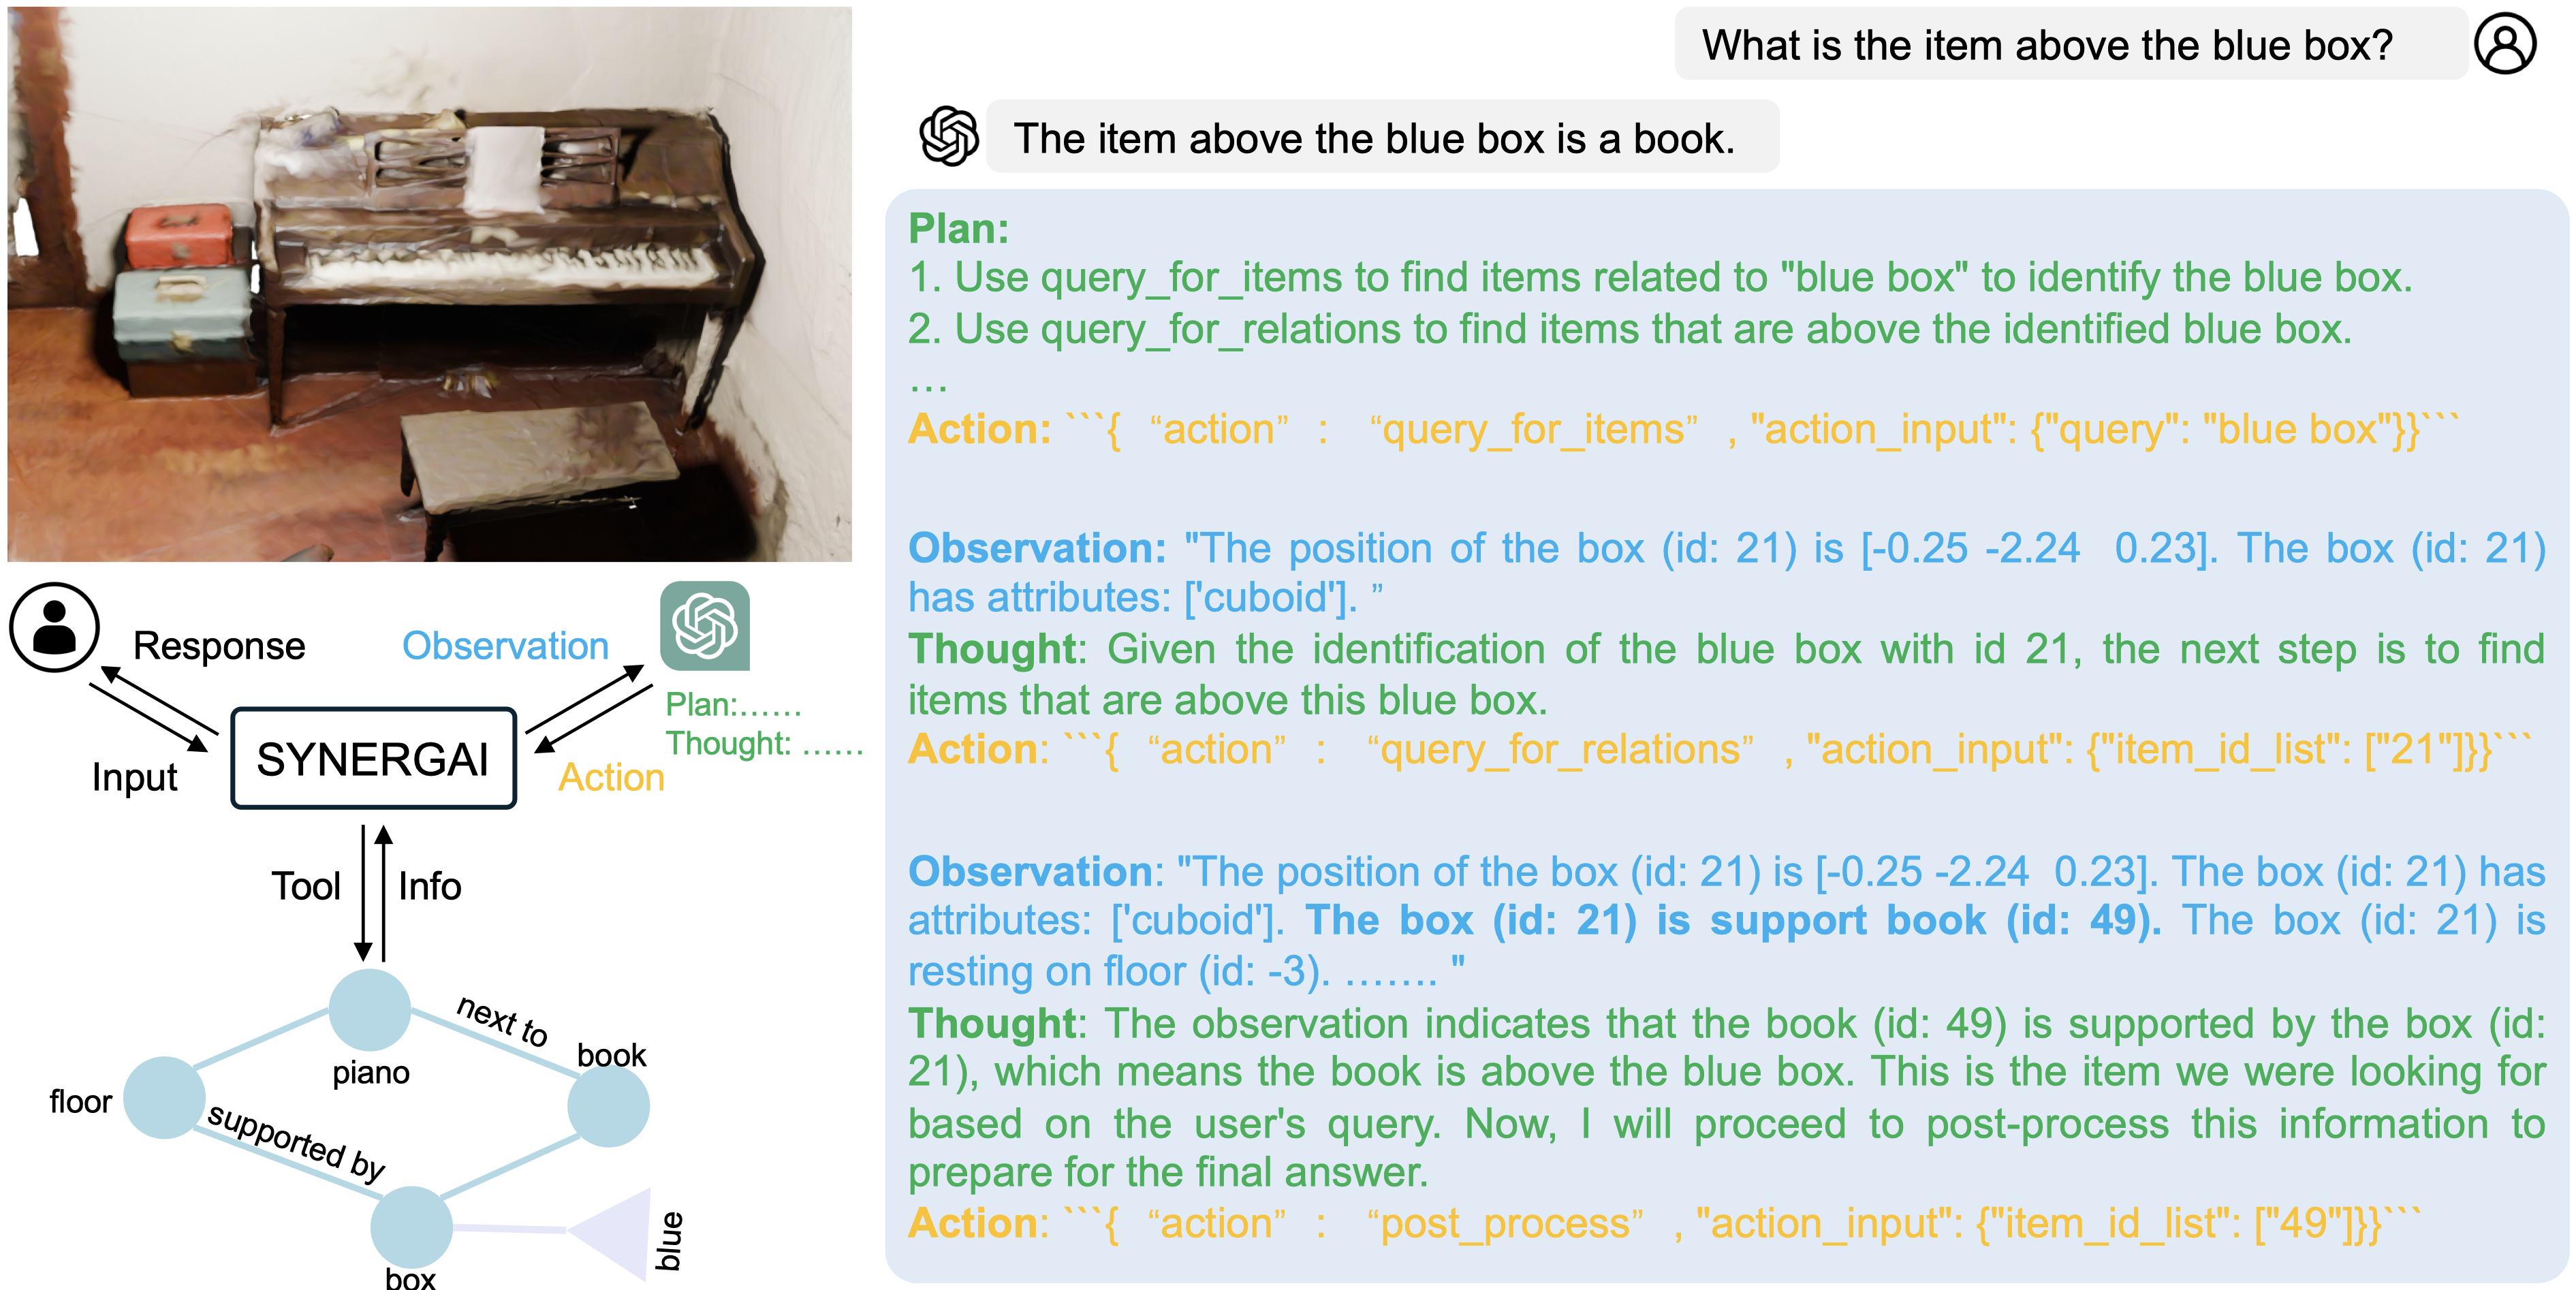 What is the item above the blue box?
The item above the blue box is a book.
Plan:
1. Use query_for_items to find items related to "blue box" to identify the blue box.
2. Use query_for_relations to find items that are above the identified blue box.
…
Action: ```{ “action” : “query_for_items” , "action_input": {"query": "blue box"}}```
Observation: "The position of the box (id: 21) is [-0.25 -2.24 0.23]. The box (id: 21)
has attributes: ['cuboid']. ”
Thought: Given the identification of the blue box with id 21, the next step is to find
items that are above this blue box.
Action: ```{ “action” : “query_for_relations” , "action_input": {"item_id_list": ["21"]}}```
Observation: "The position of the box (id: 21) is [-0.25 -2.24 0.23]. The box (id: 21) has
attributes: ['cuboid']. The box (id: 21) is support book (id: 49). The box (id: 21) is
resting on floor (id: -3). ……. "
Thought: The observation indicates that the book (id: 49) is supported by the box (id:
21), which means the book is above the blue box. This is the item we were looking for
based on the user's query. Now, I will proceed to post-process this information to
prepare for the final answer.
Action: ```{ “action” : “post_process” , "action_input": {"item_id_list": ["49"]}}```
Response
Observation
Plan:……
Thought: ……
SYNERGAI
Input
Action
Tool
Info
next to
book
piano
floor
supported by
blue
box